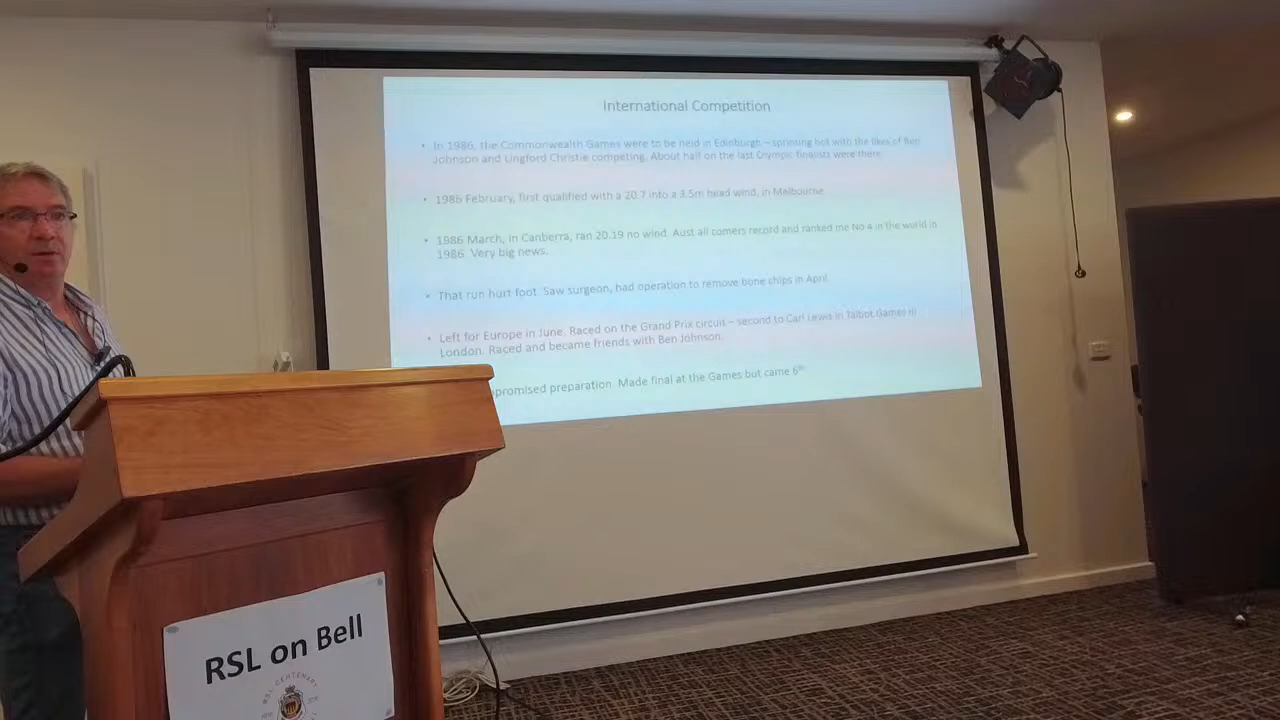 International Competition
• In 1986, the Commonwealth Games were to be held in Edinburgh – sprinting hot with the likes of Ben
Johnson and Lingford Christie competing. About half on the last Olympic finalists were there.
• 1986 February, first qualified with a 20.7 into a 3.5m head wind, in Melbourne
• 1986 March, in Canberra, ran 20.19 no wind. Aust all comers record and ranked me No 4 in the world in
1986. Very big news.
• That run hurt foot. Saw surgeon, had operation to remove bone chips in April.
• Left for Europe in June. Raced on the Grand Prix circuit – second to Carl Lewis in Talbot Games in
London. Raced and became friends with Ben Johnson.
preparation. Made final at the Games but came 6th
RSL on Bell
RSL CENTENARY